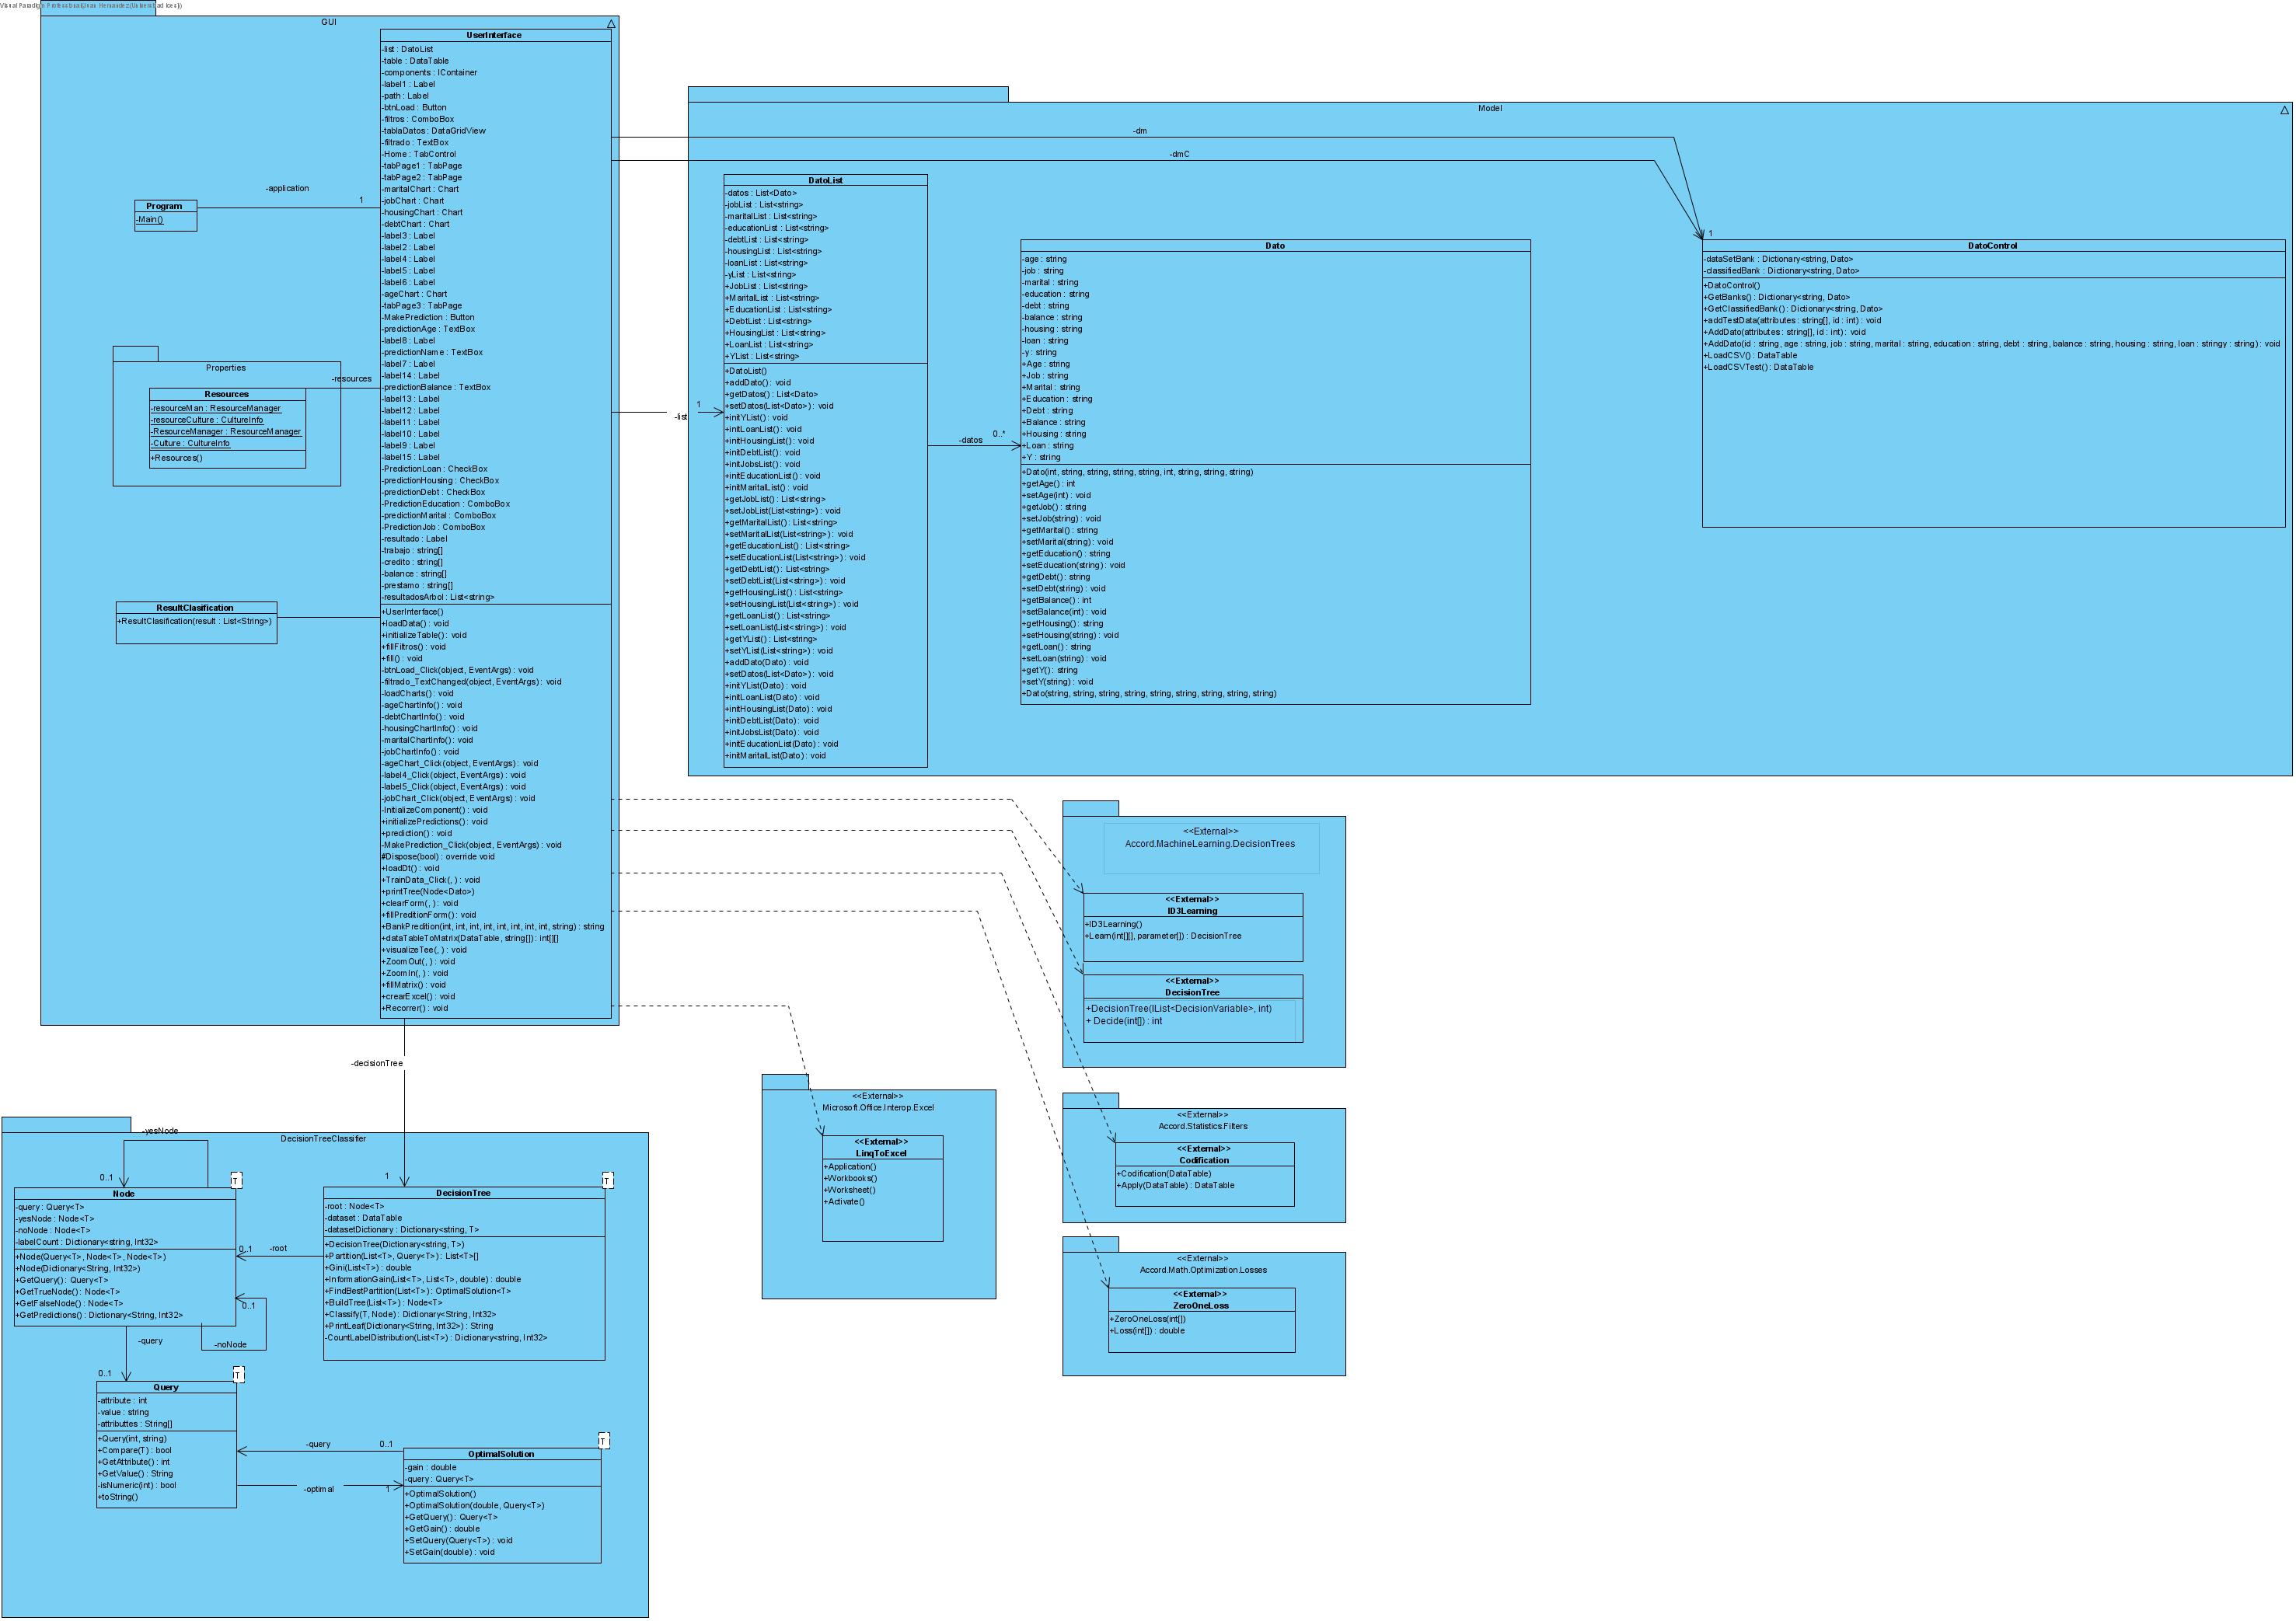 GUI
UserInterface
-list : DatoList
-table : DataTable
-components : IContainer
-label1 : Label
-path : Label
-btnLoad : Button
-filtros : ComboBox
-tablaDatos : DataGridView
-filtrado : TextBox
-Home : TabControl
-tabPage1 : TabPage
-tabPage2 : TabPage
-maritalChart : Chart
-jobChart : Chart
-housingChart : Chart
-debtChart : Chart
-label3 : Label
-label2 : Label
-label4 : Label
-label5 : Label
-label6 : Label
-ageChart : Chart
-tabPage3 : TabPage
-MakePrediction : Button
-predictionAge : TextBox
-label8 : Label
-predictionName : TextBox
-label7 : Label
-label14 : Label
-predictionBalance : TextBox
-label13 : Label
-label12 : Label
-label11 : Label
-label10 : Label
-label9 : Label
-label15 : Label
-PredictionLoan : CheckBox
-predictionHousing : CheckBox
-predictionDebt : CheckBox
-PredictionEducation : ComboBox
-predictionMarital : ComboBox
-PredictionJob : ComboBox
-resultado : Label
-trabajo : string[]
-credito : string[]
-balance : string[]
-prestamo : string[]
-resultadosArbol : List<string>
+UserInterface()
+loadData() : void
+initializeTable() : void
+fillFiltros() : void
+fill() : void
-btnLoad_Click(object, EventArgs) : void
-filtrado_TextChanged(object, EventArgs) : void
-loadCharts() : void
-ageChartInfo() : void
-debtChartInfo() : void
-housingChartInfo() : void
-maritalChartInfo() : void
-jobChartInfo() : void
-ageChart_Click(object, EventArgs) : void
-label4_Click(object, EventArgs) : void
-label5_Click(object, EventArgs) : void
-jobChart_Click(object, EventArgs) : void
-InitializeComponent() : void
+initializePredictions() : void
+prediction() : void
-MakePrediction_Click(object, EventArgs) : void
#Dispose(bool) : override void
+loadDt() : void
+TrainData_Click(, ) : void
+printTree(Node<Dato>)
+clearForm(, ) : void
+fillPreditionForm() : void
+BankPredition(int, int, int, int, int, int, int, int, string) : string
+dataTableToMatrix(DataTable, string[]) : int[][]
+visualizeTee(, ) : void
+ZoomOut(, ) : void
+ZoomIn(, ) : void
+fillMatrix() : void
+crearExcel() : void
+Recorrer() : void
-application
1
Program
-Main()
Properties
-resources
Resources
-resourceMan : ResourceManager
-resourceCulture : CultureInfo
-ResourceManager : ResourceManager
-Culture : CultureInfo
+Resources()
ResultClasification
+ResultClasification(result : List<String>)
Model
-dm
-dmC
1
-list
1
DatoList
-datos : List<Dato>
-jobList : List<string>
-maritalList : List<string>
-educationList : List<string>
-debtList : List<string>
-housingList : List<string>
-loanList : List<string>
-yList : List<string>
+JobList : List<string>
+MaritalList : List<string>
+EducationList : List<string>
+DebtList : List<string>
+HousingList : List<string>
+LoanList : List<string>
+YList : List<string>
+DatoList()
+addDato() : void
+getDatos() : List<Dato>
+setDatos(List<Dato>) : void
+initYList() : void
+initLoanList() : void
+initHousingList() : void
+initDebtList() : void
+initJobsList() : void
+initEducationList() : void
+initMaritalList() : void
+getJobList() : List<string>
+setJobList(List<string>) : void
+getMaritalList() : List<string>
+setMaritalList(List<string>) : void
+getEducationList() : List<string>
+setEducationList(List<string>) : void
+getDebtList() : List<string>
+setDebtList(List<string>) : void
+getHousingList() : List<string>
+setHousingList(List<string>) : void
+getLoanList() : List<string>
+setLoanList(List<string>) : void
+getYList() : List<string>
+setYList(List<string>) : void
+addDato(Dato) : void
+setDatos(List<Dato>) : void
+initYList(Dato) : void
+initLoanList(Dato) : void
+initHousingList(Dato) : void
+initDebtList(Dato) : void
+initJobsList(Dato) : void
+initEducationList(Dato) : void
+initMaritalList(Dato) : void
-datos
0..*
Dato
-age : string
-job : string
-marital : string
-education : string
-debt : string
-balance : string
-housing : string
-loan : string
-y : string
+Age : string
+Job : string
+Marital : string
+Education : string
+Debt : string
+Balance : string
+Housing : string
+Loan : string
+Y : string
+Dato(int, string, string, string, string, int, string, string, string)
+getAge() : int
+setAge(int) : void
+getJob() : string
+setJob(string) : void
+getMarital() : string
+setMarital(string) : void
+getEducation() : string
+setEducation(string) : void
+getDebt() : string
+setDebt(string) : void
+getBalance() : int
+setBalance(int) : void
+getHousing() : string
+setHousing(string) : void
+getLoan() : string
+setLoan(string) : void
+getY() : string
+setY(string) : void
+Dato(string, string, string, string, string, string, string, string, string)
DatoControl
-dataSetBank : Dictionary<string, Dato>
-classifiedBank : Dictionary<string, Dato>
+DatoControl()
+GetBanks() : Dictionary<string, Dato>
+GetClassifiedBank() : Dictionary<string, Dato>
+addTestData(attributes : string[], id : int) : void
+AddDato(attributes : string[], id : int) : void
+AddDato(id : string, age : string, job : string, marital : string, education : string, debt : string, balance : string, housing : string, loan : stringy : string) : void
+LoadCSV() : DataTable
+LoadCSVTest() : DataTable
<<External>>
Accord.MachineLearning.DecisionTrees
<<External>>
ID3Learning
+ID3Learning()
+Learn(int[][], parameter[]) : DecisionTree
<<External>>
DecisionTree
+DecisionTree(IList<DecisionVariable>, int)
+ Decide(int[]) : int
<<External>>
Microsoft.Office.Interop.Excel
<<External>>
LinqToExcel
+Application()
+Workbooks()
+Worksheet()
+Activate()
<<External>>
Accord.Statistics.Filters
<<External>>
Codification
+Codification(DataTable)
+Apply(DataTable) : DataTable
<<External>>
Accord.Math.Optimization.Losses
<<External>>
ZeroOneLoss
+ZeroOneLoss(int[])
+Loss(int[]) : double
-decisionTree
1
DecisionTreeClassifier
-yesNode
0..1
T
Node
-query : Query<T>
-yesNode : Node<T>
-noNode : Node<T>
-labelCount : Dictionary<string, Int32>
+Node(Query<T>, Node<T>, Node<T>)
+Node(Dictionary<String, Int32>)
+GetQuery() : Query<T>
+GetTrueNode() : Node<T>
+GetFalseNode() : Node<T>
+GetPredictions() : Dictionary<String, Int32>
0..1
-root
0..1
-noNode
T
DecisionTree
-root : Node<T>
-dataset : DataTable
-datasetDictionary : Dictionary<string, T>
+DecisionTree(Dictionary<string, T>)
+Partition(List<T>, Query<T>) : List<T>[]
+Gini(List<T>) : double
+InformationGain(List<T>, List<T>, double) : double
+FindBestPartition(List<T>) : OptimalSolution<T>
+BuildTree(List<T>) : Node<T>
+Classify(T, Node) : Dictionary<String, Int32>
+PrintLeaf(Dictionary<String, Int32>) : String
-CountLabelDistribution(List<T>) : Dictionary<string, Int32>
-query
0..1
T
Query
-attribute : int
-value : string
-attributtes : String[]
+Query(int, string)
+Compare(T) : bool
+GetAttribute() : int
+GetValue() : String
-isNumeric(int) : bool
+toString()
-query
0..1
-optimal
1
T
OptimalSolution
-gain : double
-query : Query<T>
+OptimalSolution()
+OptimalSolution(double, Query<T>)
+GetQuery() : Query<T>
+GetGain() : double
+SetQuery(Query<T>) : void
+SetGain(double) : void